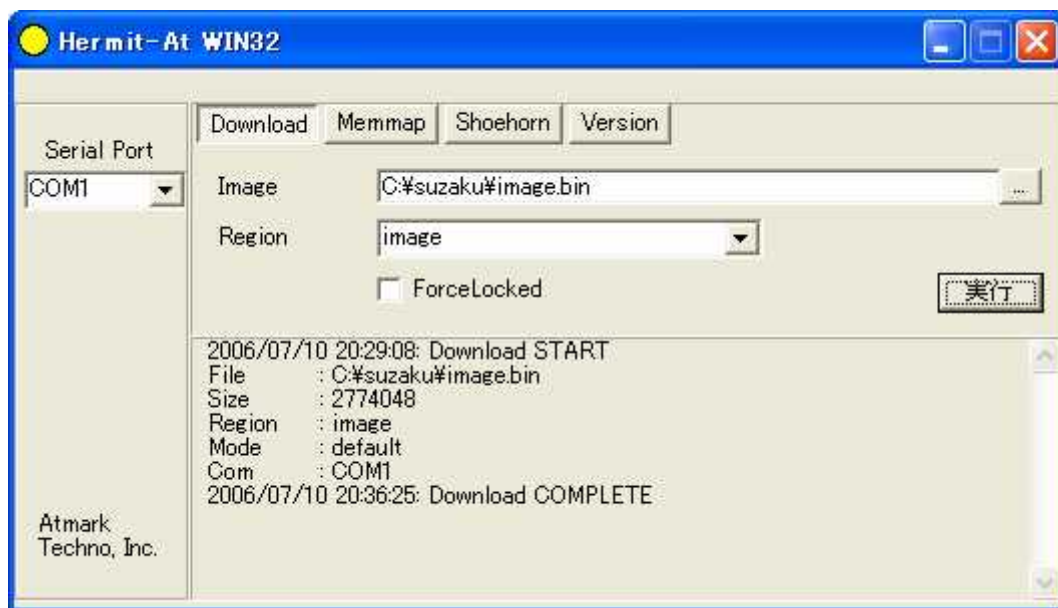 Hermit-At WIN32
Download Memmap Shoehorn Version
Serial Port
COM1
Image C:¥suzaku¥image.bin ...
Region image
ForceLocked
実行
2006/07/10 20:29:08: Download START
File : C:¥suzaku¥image.bin
Size : 2774048
Region : image
Mode : default
Com : COM1
2006/07/10 20:36:25: Download COMPLETE
Atmark
Techno, Inc.